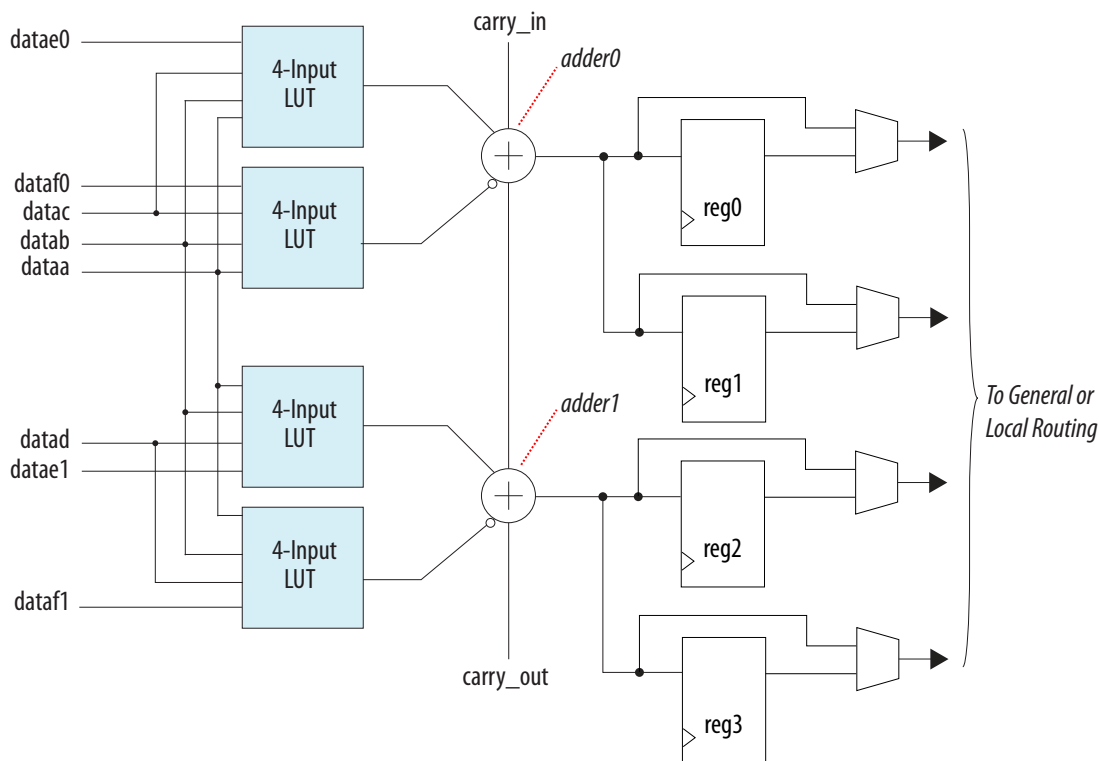 carry_in
datae0
adder0
4-Input
LUT
dataf0
datac
datab
dataa
4-Input
LUT
reg0
reg1
To General or
Local Routing
adder1
4-Input
LUT
datad
datae1
4-Input
LUT
reg2
dataf1
carry_out
reg3